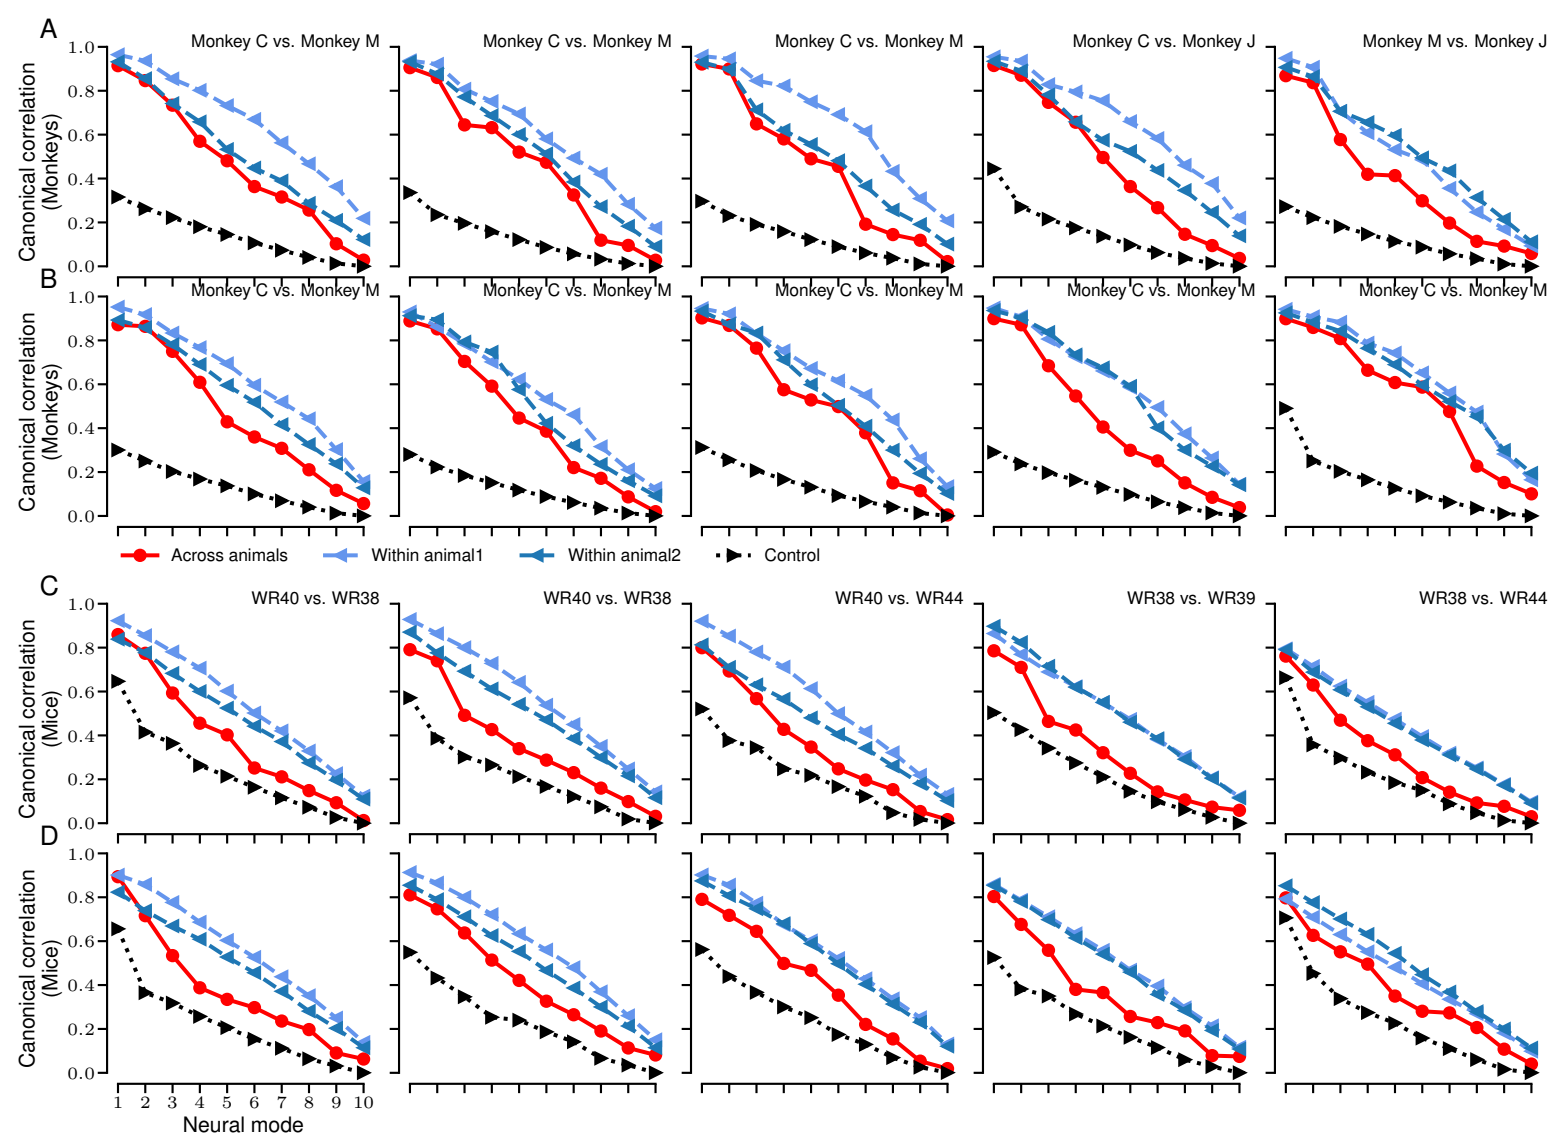 A
Monkey C vs. Monkey M
Monkey C vs. Monkey M
Monkey C vs. Monkey M
Monkey C vs. Monkey J
Monkey M vs. Monkey J
Canonical correlation
(Monkeys)
1.0
0.8
0.6
0.4
0.2
0.0
B
Monkey C vs. Monkey M
Monkey C vs. Monkey M
Monkey C vs. Monkey M
Monkey C vs. Monkey M
Monkey C vs. Monkey M
Canonical correlation
(Monkeys)
1.0
0.8
0.6
0.4
0.2
0.0
Across animals Within animal1 Within animal2 Control
C
WR40 vs. WR38
WR40 vs. WR38
WR40 vs. WR44
WR38 vs. WR39
WR38 vs. WR44
Canonical correlation
(Mice)
1.0
0.8
0.6
0.4
0.2
0.0
D
Canonical correlation
(Mice)
1.0
0.8
0.6
0.4
0.2
0.0
1 2 3 4 5 6 7 8 9 10
Neural mode